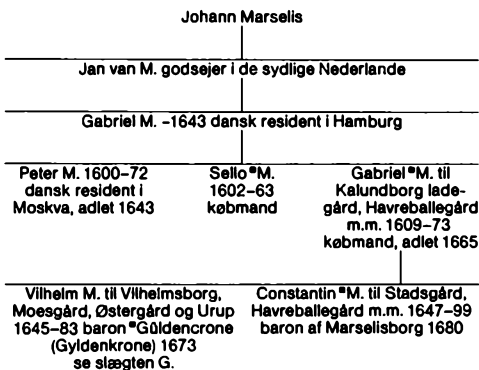 Johann Marselis
Jan van M. godsejer i de sydlige Nederlande
Gabriel M. -1643 dansk resident i Hamburg
Peter M. 1600–72
dansk resident i
Moskva, adlet 1643
Selio *M.
1602–63
købmand
Gabriel *M. til
Kalundborg lade-
gård, Havreballegård
m.m. 1609–73
købmand, adlet 1665
Vilhelm M. til Vilhelmsborg,
Moesgård, Østergård og Urup
1645–83 baron *Güldencrone
(Gyldenkrone) 1673
se slægten G.
Constantin *M. til Stadsgård,
Havreballegård m.m. 1647–99
baron af Marselisborg 1680